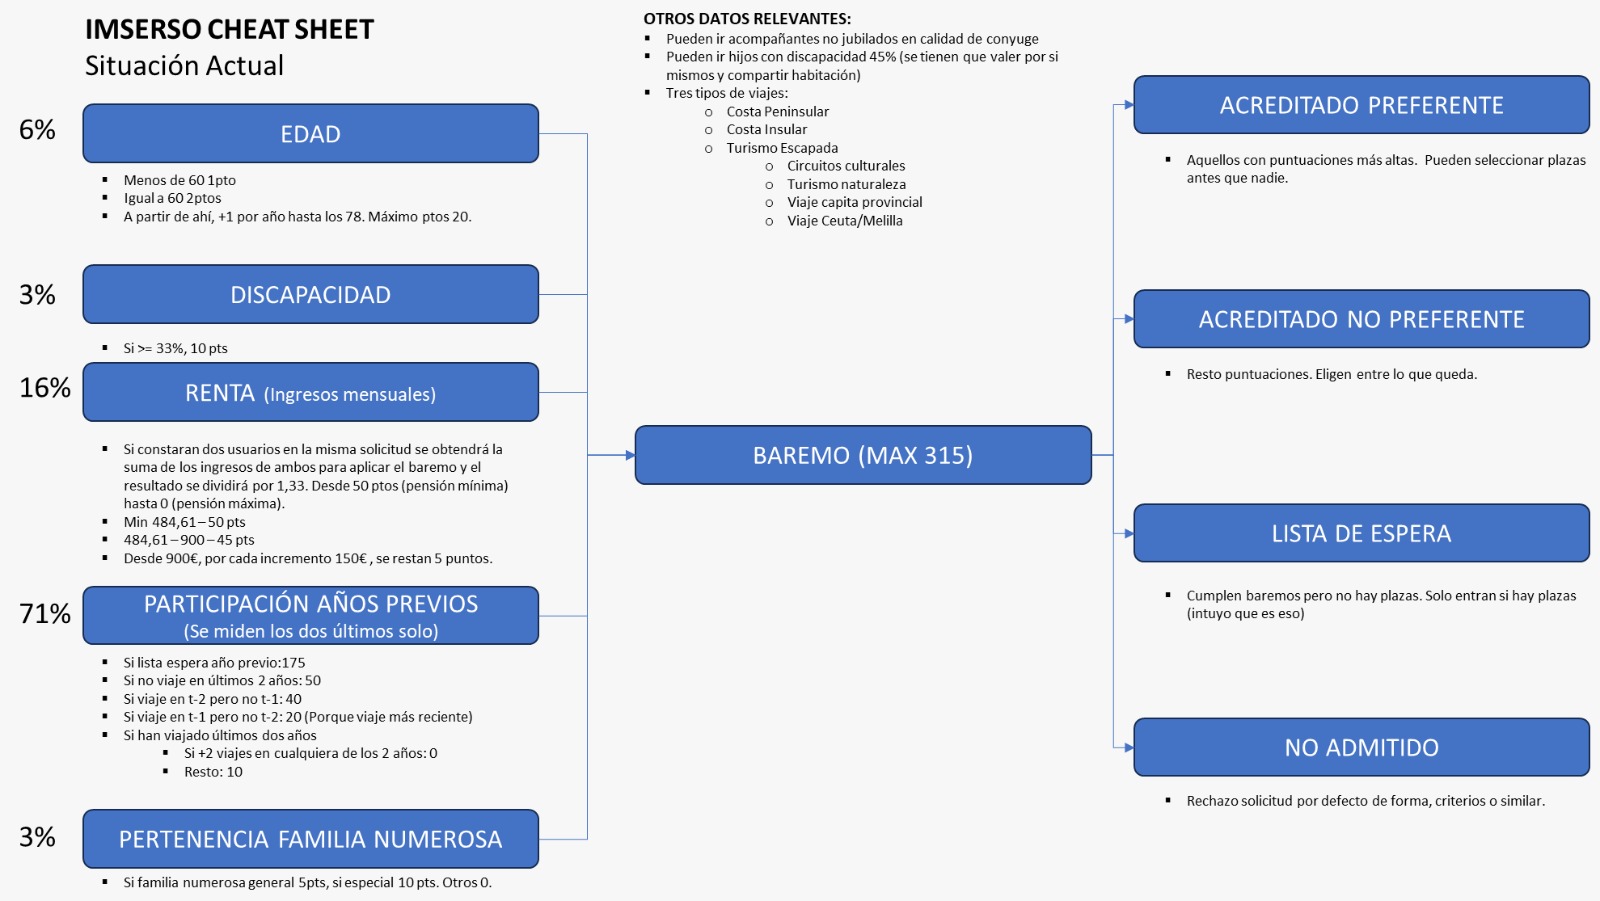 IMSERSO CHEAT SHEET
Situación Actual
6%
EDAD
▪ Menos de 60 1pto
▪ Igual a 60 2ptos
▪ A partir de ahí, +1 por año hasta los 78. Máximo ptos 20.
3%
DISCAPACIDAD
▪ Si >= 33%, 10 pts
16%
RENTA (Ingresos mensuales)
▪ Si constaran dos usuarios en la misma solicitud se obtendrá la
suma de los ingresos de ambos para aplicar el baremo y el
resultado se dividirá por 1,33. Desde 50 ptos (pensión mínima)
hasta 0 (pensión máxima).
▪ Min 484,61–50 pts
▪ 484,61–900–45 pts
▪ Desde 900€, por cada incremento 150€ , se restan 5 puntos.
71%
PARTICIPACIÓN AÑOS PREVIOS
(Se miden los dos últimos solo)
▪ Si lista espera año previo:175
▪ Si no viaje en últimos 2 años: 50
▪ Si viaje en t-2 pero no t-1: 40
▪ Si viaje en t-1 pero no t-2: 20 (Porque viaje más reciente)
▪ Si han viajado últimos dos años
▪ Si +2 viajes en cualquiera de los 2 años: 0
▪ Resto: 10
3%
PERTENENCIA FAMILIA NUMEROSA
▪ Si familia numerosa general 5pts, si especial 10 pts. Otros 0.
OTROS DATOS RELEVANTES:
▪ Pueden ir acompañantes no jubilados en calidad de conyuge
▪ Pueden ir hijos con discapacidad 45% (se tienen que valer por si
mismos y compartir habitación)
▪ Tres tipos de viajes:
o Costa Peninsular
o Costa Insular
o Turismo Escapada
o Circuitos culturales
o Turismo naturaleza
o Viaje capita provincial
o Viaje Ceuta/Melilla
BAREMO (MAX 315)
ACREDITADO PREFERENTE
▪ Aquellos con puntuaciones más altas. Pueden seleccionar plazas
antes que nadie.
ACREDITADO NO PREFERENTE
▪ Resto puntuaciones. Eligen entre lo que queda.
LISTA DE ESPERA
▪ Cumplen baremos pero no hay plazas. Solo entran si hay plazas
(intuyo que es eso)
NO ADMITIDO
▪ Rechazo solicitud por defecto de forma, criterios o similar.